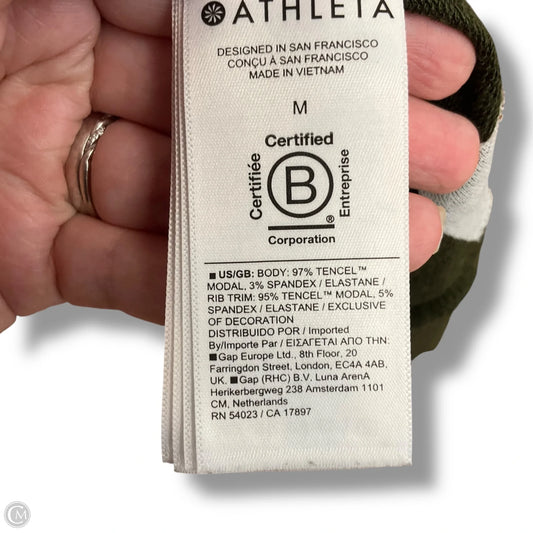 ATHLETA
DESIGNED IN SAN FRANCISCO
CONÇU À SAN FRANCISCO
MADE IN VIETNAM
M
Certified
Certifiée
B
Entreprise
®
Corporation
■ US/GB: BODY: 97% TENCEL™
MODAL, 3% SPANDEX / ELASTANE /
RIB TRIM: 95% TENCEL™ MODAL, 5%
SPANDEX / ELASTANE / EXCLUSIVE
OF DECORATION
DISTRIBUIDO POR / Imported
By/Importe Par / ΕΙΣΑΓΕΤΑΙ ΑΠΟ ΤΗΝ:
■ Gap Europe Ltd., 8th Floor, 20
Farringdon Street, London, EC4A 4AB,
UK. ■ Gap (RHC) B.V. Luna ArenA
Herikerbergweg 238 Amsterdam 1101
CM, Netherlands
RN 54023 / CA 17897
CM